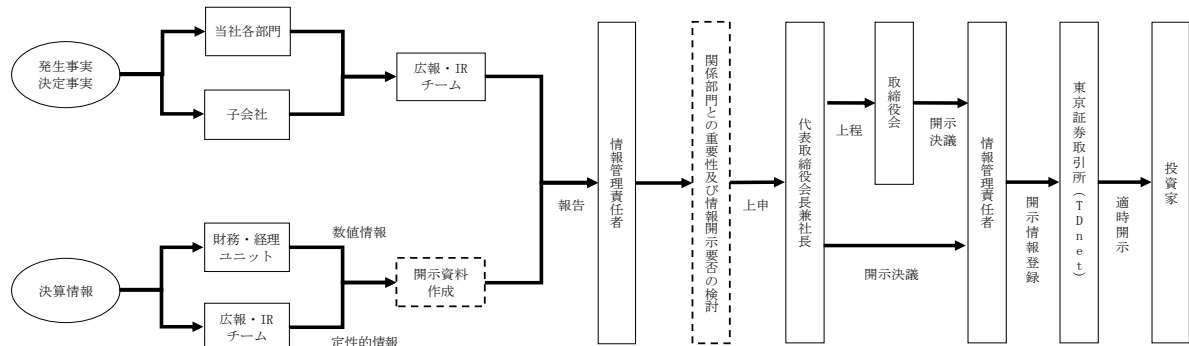 発生事実
決定事実
当社各部門
子会社
広報・IR
チーム
決算情報
財務・経理
ユニット
広報・IR
チーム
数値情報
定性的情報
開示資料
作成
報告
情報管理責任者
関係部門との重要性及び情報開示要否の検討
上申
代表取締役会長兼社長
上程
取締役会
開示
決議
開示決議
情報管理責任者
開示情報登録
東京証券取引所(TDnet)
適時開示
投資家